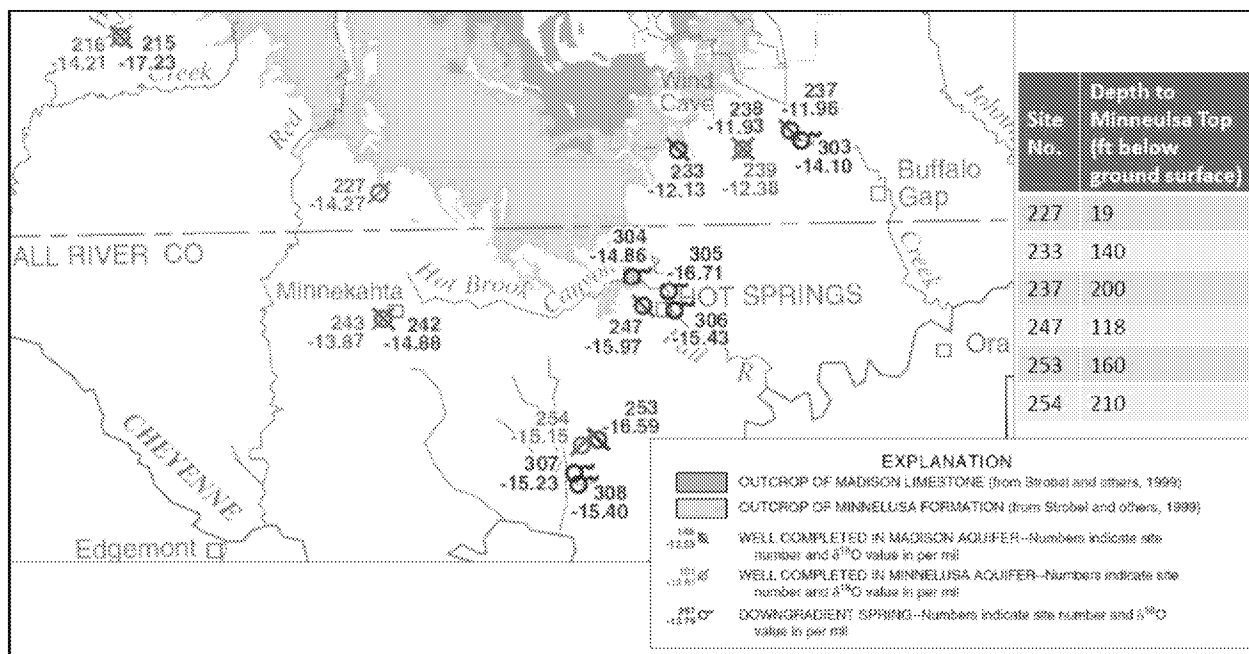 216 215
-14.21 -17.23
Creek
Red
227
-14.27
Wind
Cave
238
-11.93
237
-11.96
303
-14.10
233
-12.13
239
-12.38
Buffalo
Gap
Creek
ALL RIVER CO
Minnekahta
243 242
-13.87 -14.88
Hot Brook Canyon
304
-14.86
305
-16.71
HOT SPRINGS
247
-15.97
306
-15.43
R
Ora
254
-15.15
253
-16.59
307
-15.23
308
-15.40
CHEYENNE
Edgemont
Site No. Depth to Minneulsa Top (ft below ground surface)
227 19
233 140
237 200
247 118
253 160
254 210
EXPLANATION
OUTCROP OF MADISON LIMESTONE (from Strobel and others, 1999)
OUTCROP OF MINNELUSA FORMATION (from Strobel and others, 1999)
WELL COMPLETED IN MADISON AQUIFER--Numbers indicate site
number and δ18O value in per mil
WELL COMPLETED IN MINNELUSA AQUIFER--Numbers indicate site
number and δ18O value in per mil
DOWNGRADIENT SPRING--Numbers indicate site number and δ18O
value in per mil